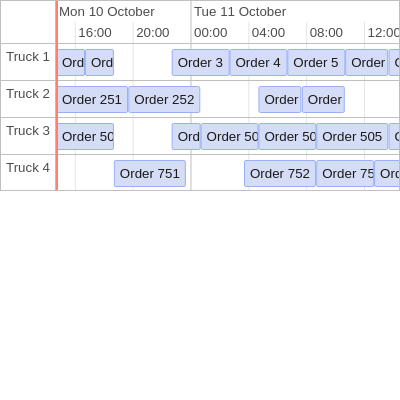 Mon 10 October Tue 11 October
16:00 20:00 00:00 04:00 08:00 12:00
Truck 1 Ord Ord Order 3 Order 4 Order 5 Order
Truck 2 Order 251 Order 252 Order Order
Truck 3 Order 50 Ord Order 50 Order 50 Order 505
Truck 4 Order 751 Order 752 Order 75 Ord